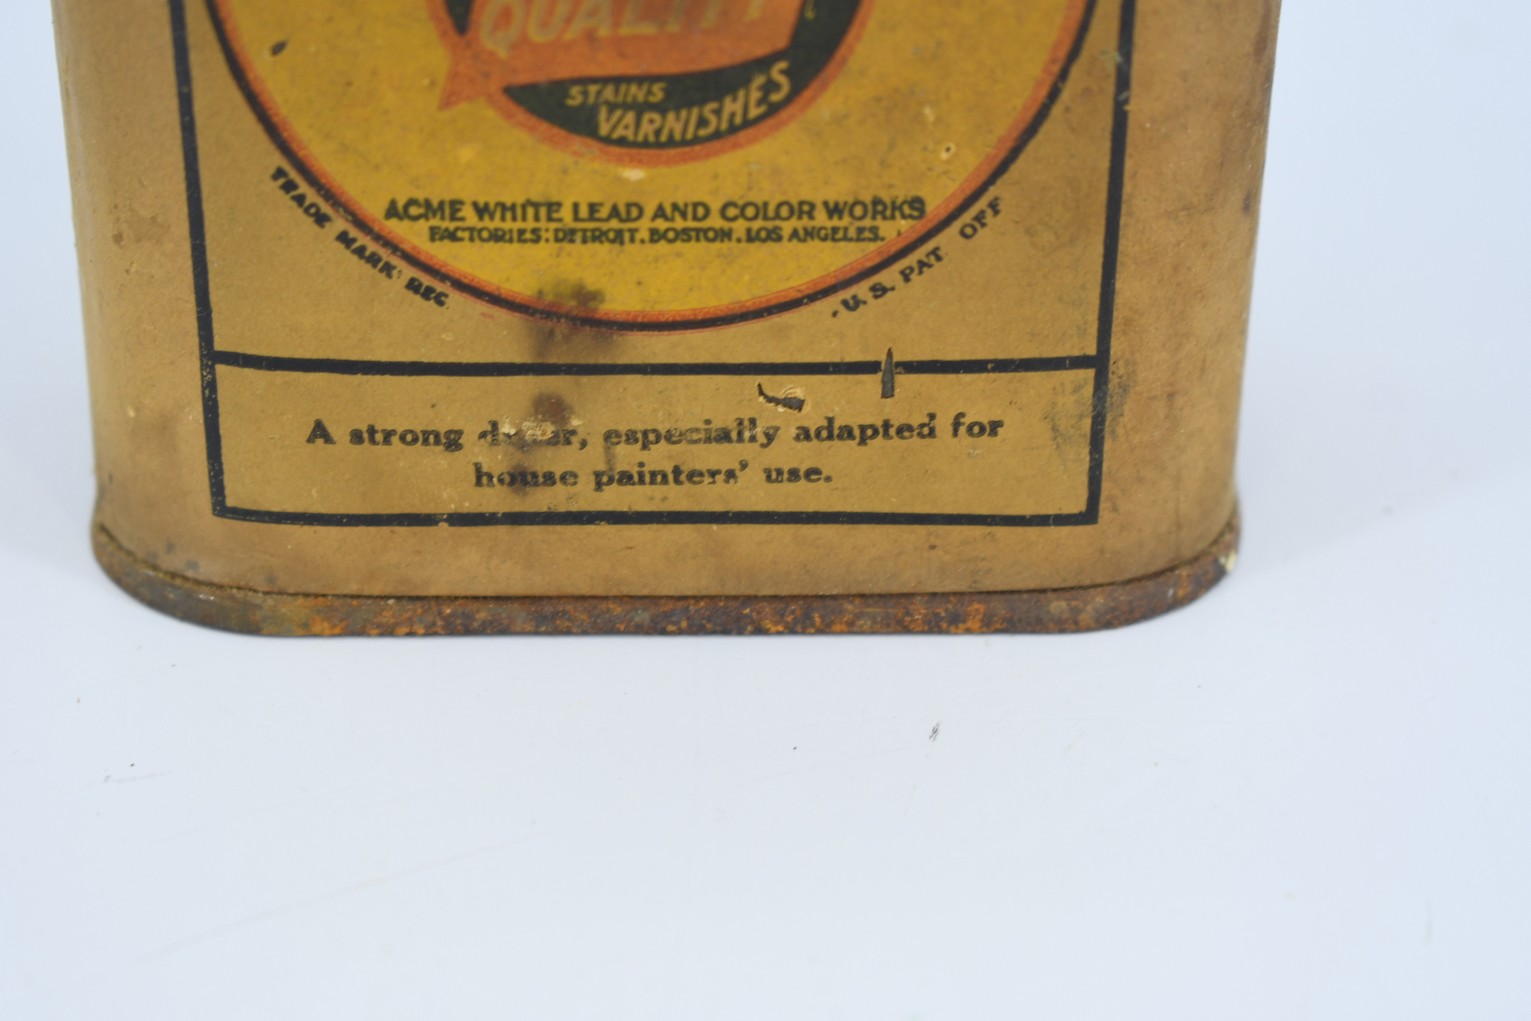 QUALITY
STAINS
VARNISHES
ACME WHITE LEAD AND COLOR WORKS
FACTORIES: DETROIT. BOSTON. LOS ANGELES.
TRADE MARK REG
U.S. PAT OFF
A strong drier, especially adapted for
house painters' use.